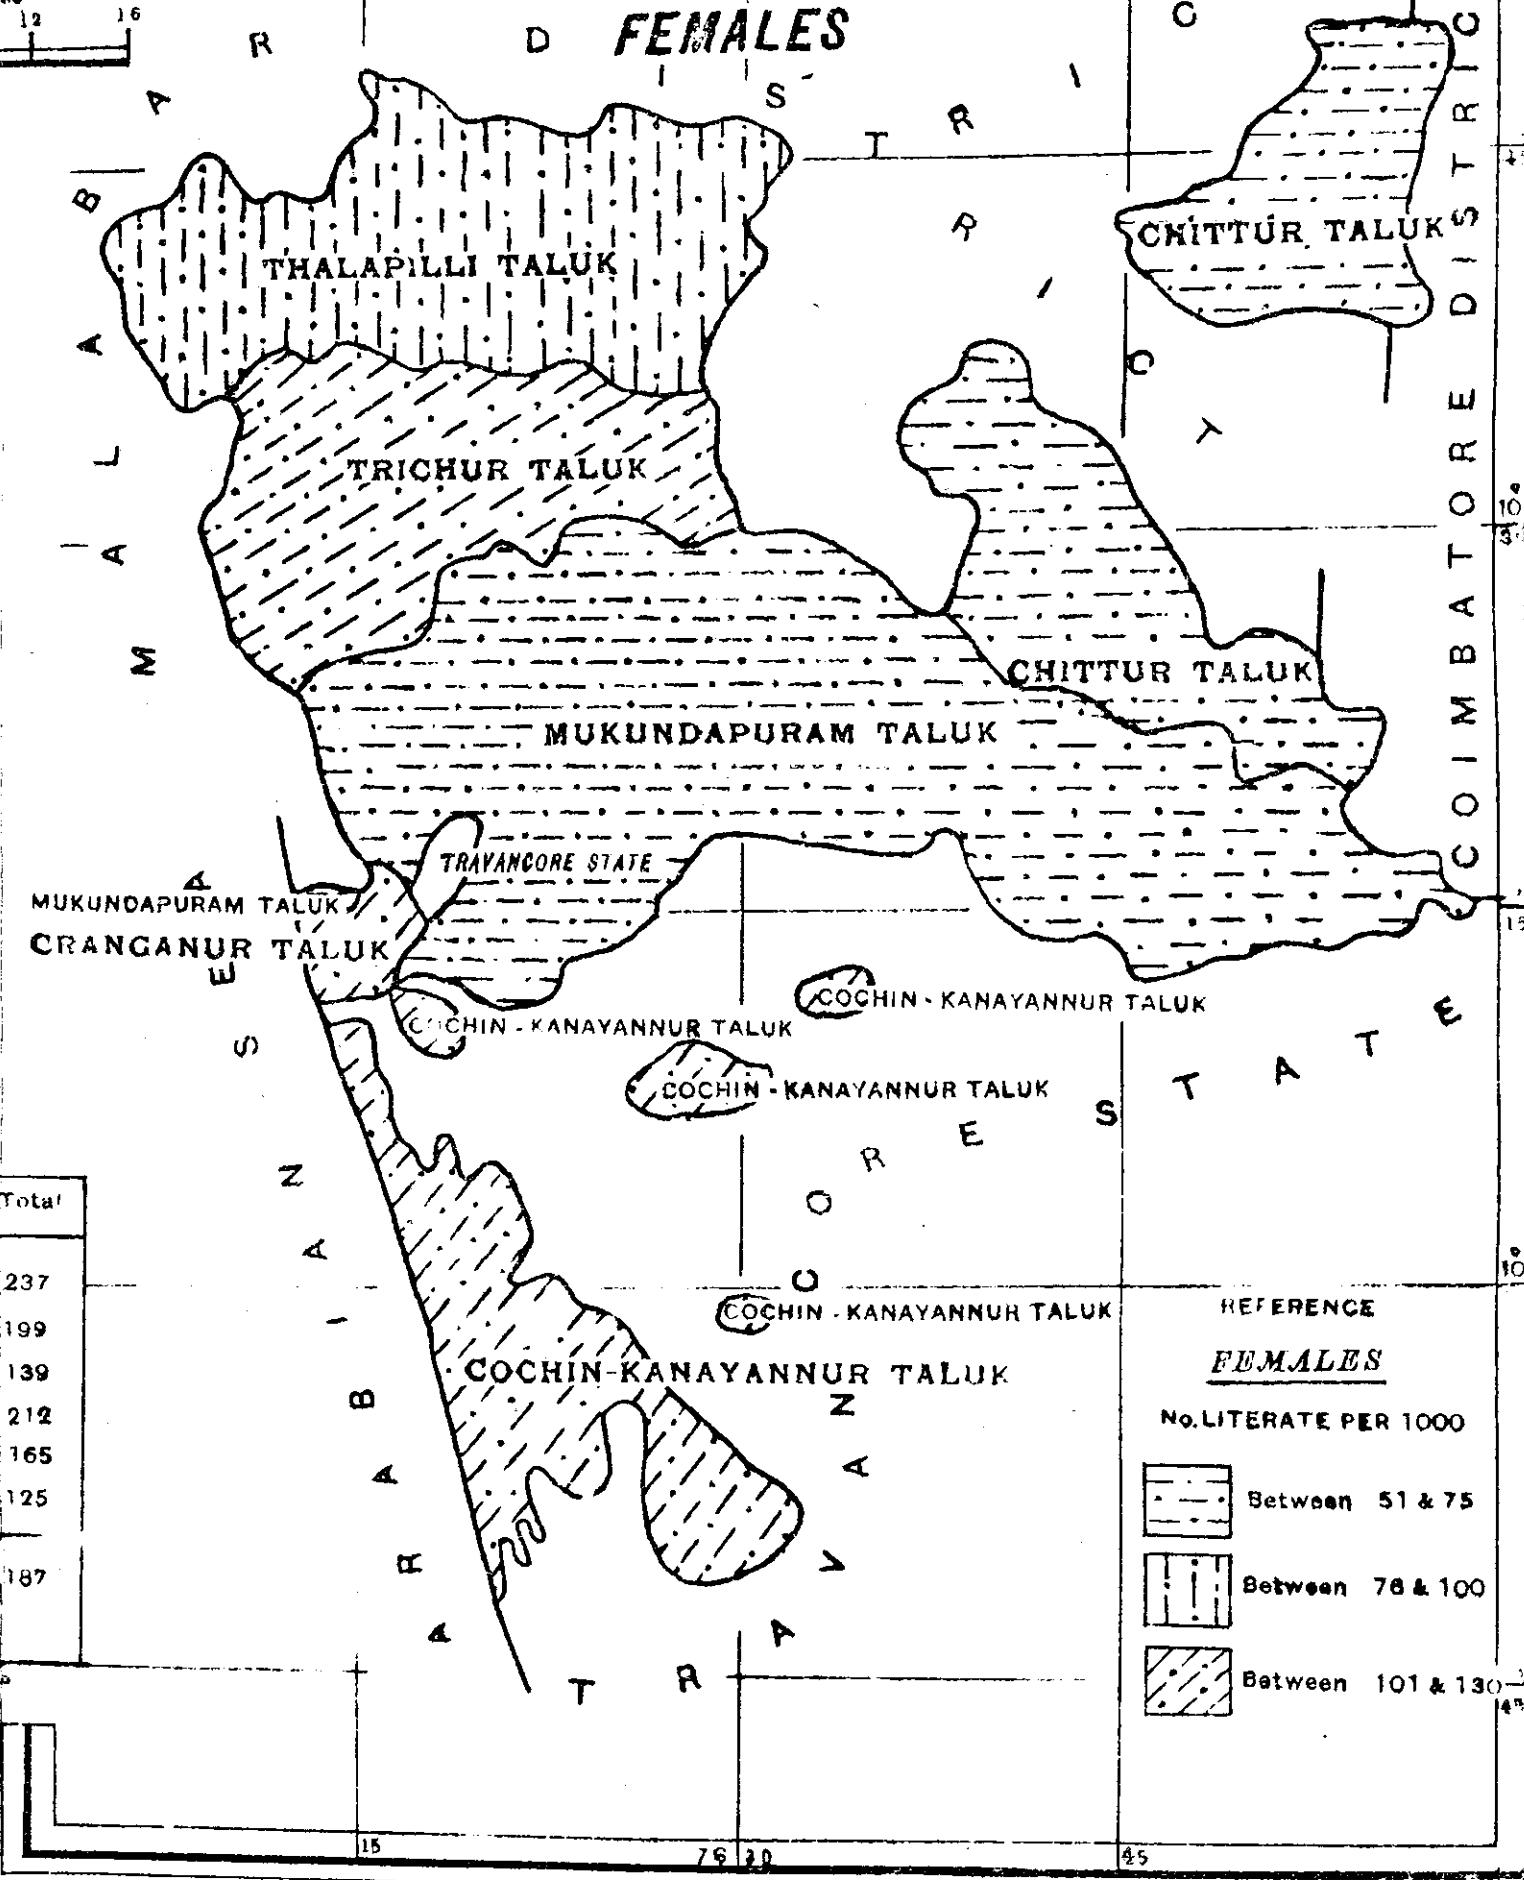 12 16
FEMALES
MALABAR DISTRICT
COIMBATORE DISTRICT
CHITTUR TALUK
THALAPILLI TALUK
TRICHUR TALUK
CHITTUR TALUK
MUKUNDAPURAM TALUK
TRAVANCORE STATE
MUKUNDAPURAM TALUK
CRANGANUR TALUK
COCHIN-KANAYANNUR TALUK
COCHIN-KANAYANNUR TALUK
COCHIN-KANAYANNUR TALUK
COCHIN-KANAYANNUR TALUK
COCHIN-KANAYANNUR TALUK
TRAVANCORE STATE
ARABIAN SEA
Total
237
199
139
212
165
125
187
REFERENCE
FEMALES
No. LITERATE PER 1000
Between 51 & 75
Between 76 & 100
Between 101 & 130
10°
15
10°
15 76 30 45